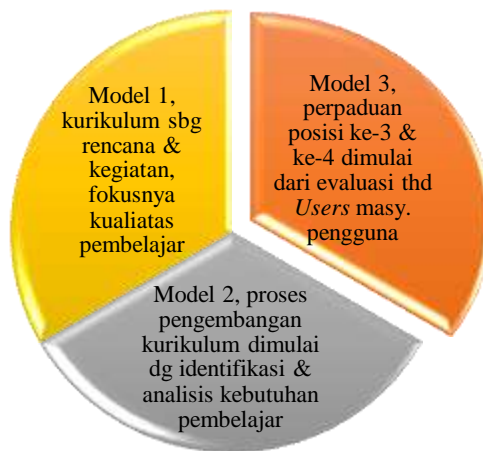 Model 1,
kurikulum sbg
rencana &
kegiatan,
fokusnya
kualiatas
pembelajar
Model 3,
perpaduan
posisi ke-3 &
ke-4 dimulai
dari evaluasi thd
Users masy.
pengguna
Model 2, proses
pengembangan
kurikulum dimulai
dg identifikasi &
analisis kebutuhan
pembelajar